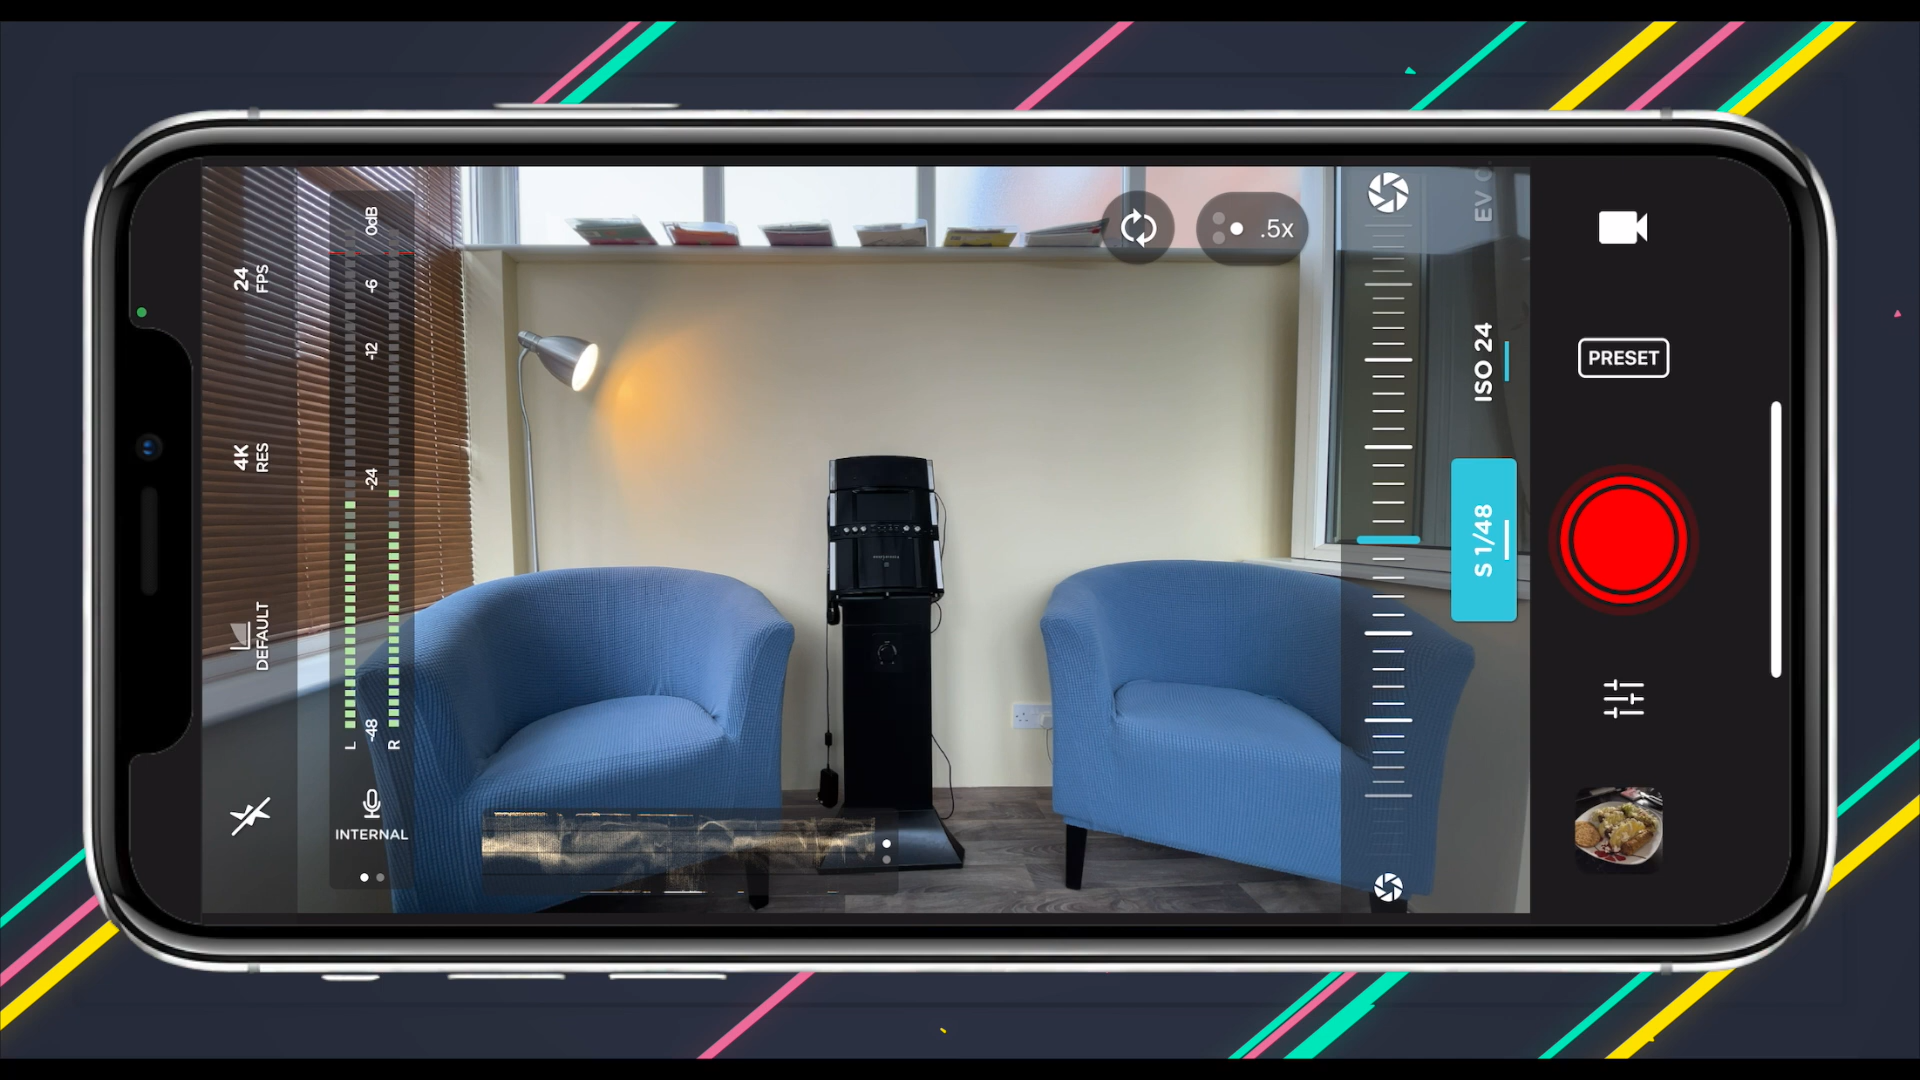 24
FPS
4K
RES
DEFAULT
0dB
-6
-12
-24
-48
L
R
INTERNAL
.5x
EV
ISO 24
S 1/48
PRESET